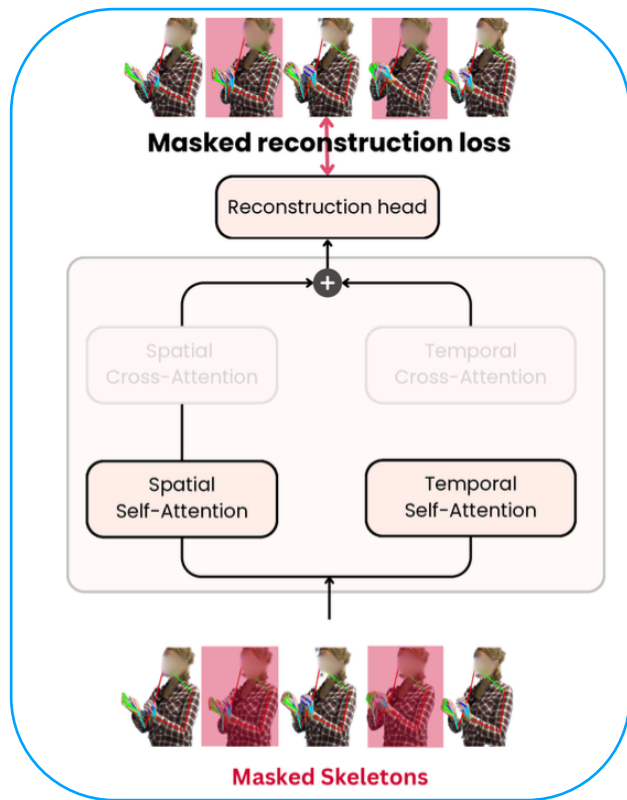 Masked reconstruction loss
Reconstruction head
+
Spatial
Cross-Attention
Temporal
Cross-Attention
Spatial
Self-Attention
Temporal
Self-Attention
Masked Skeletons